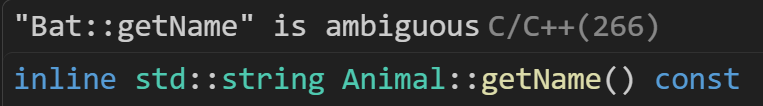 "Bat::getName" is ambiguous C/C++(266)
inline std::string Animal::getName() const